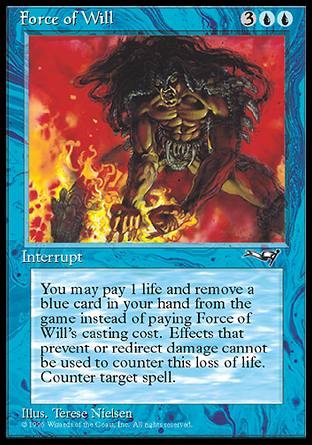 Force of Will 3
Interrupt
You may pay 1 life and remove a
blue card in your hand from the
game instead of paying Force of
Will's casting cost. Effects that
prevent or redirect damage cannot
be used to counter this loss of life.
Counter target spell.
Illus. Terese Nielsen
© 1996 Wizards of the Coast, Inc. All rights reserved.